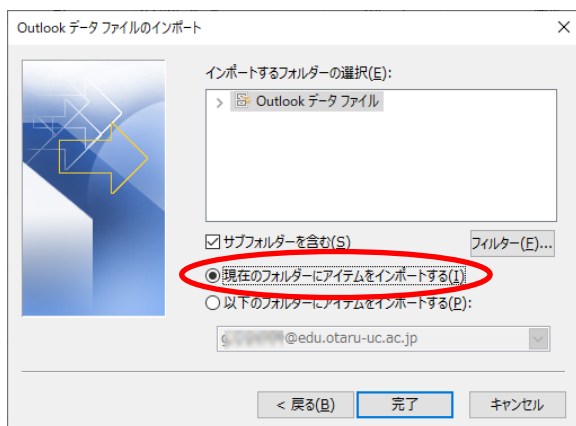 Outlook データ ファイルのインポート
インポートするフォルダーの選択(E):
Outlook データ ファイル
サブフォルダーを含む(S)
フィルター(F)...
現在のフォルダーにアイテムをインポートする(I)
以下のフォルダーにアイテムをインポートする(P):
@edu.otaru-uc.ac.jp
< 戻る(B)
完了
キャンセル